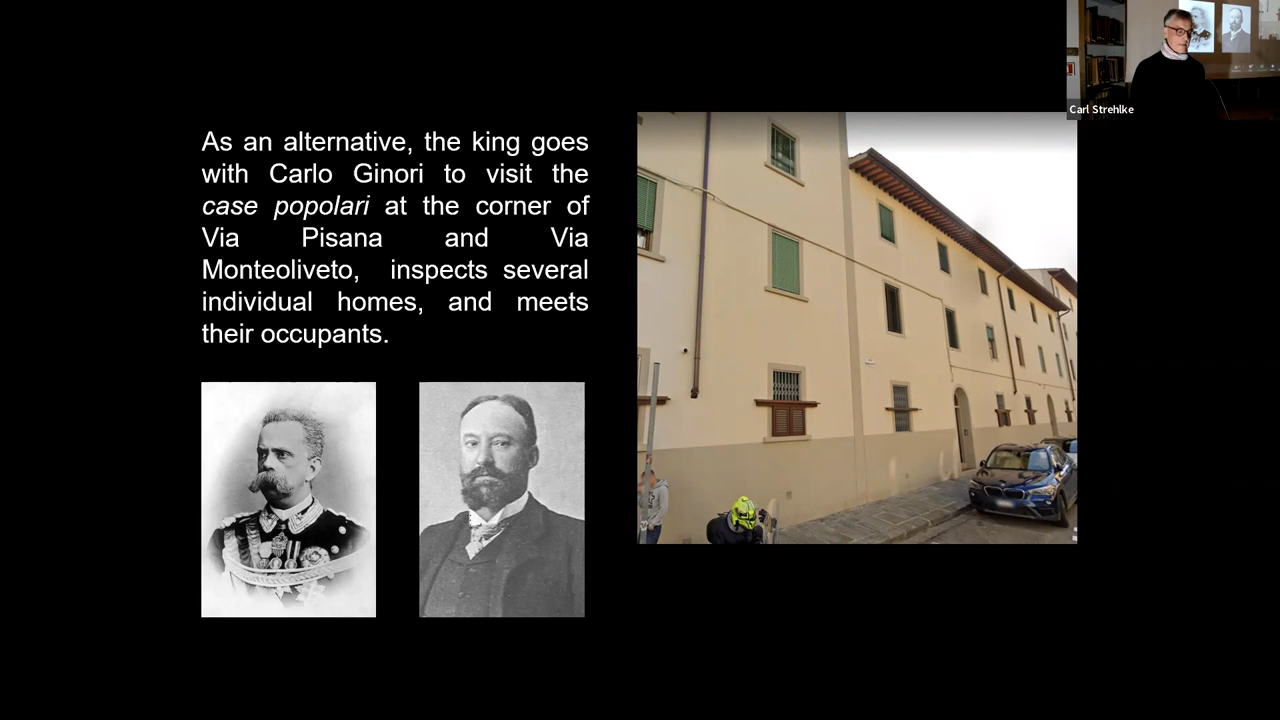 As an alternative, the king goes
with Carlo Ginori to visit the
case popolari at the corner of
Via Pisana and Via
Monteoliveto, inspects several
individual homes, and meets
their occupants.
Carl Strehlke